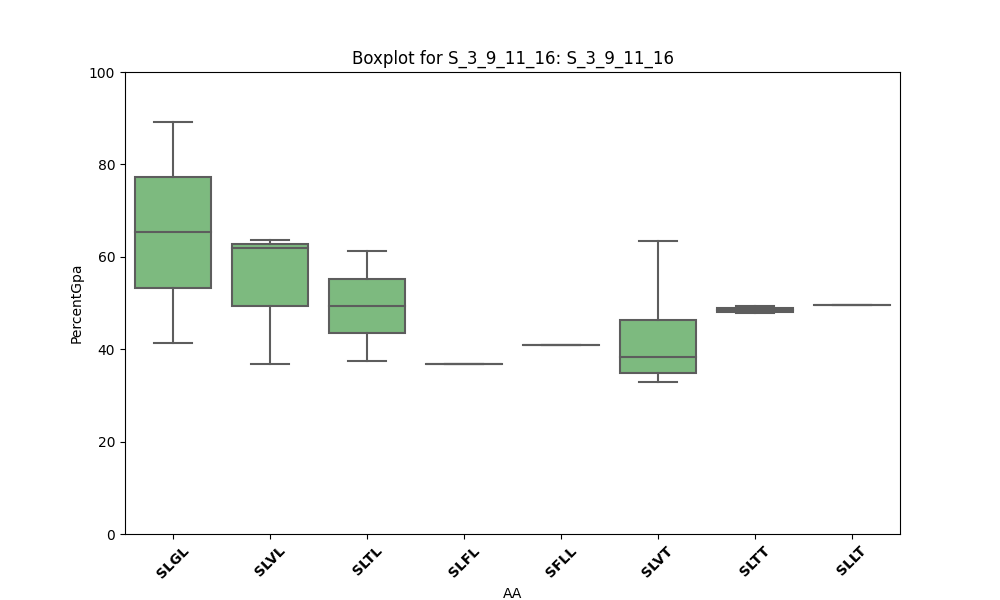 Boxplot for S_3_9_11_16: S_3_9_11_16
PercentGpa
100
80
60
40
20
0
SLGL
SLVL
SLTL
SLFL
SFLL
SLVT
SLTT
SLLT
AA